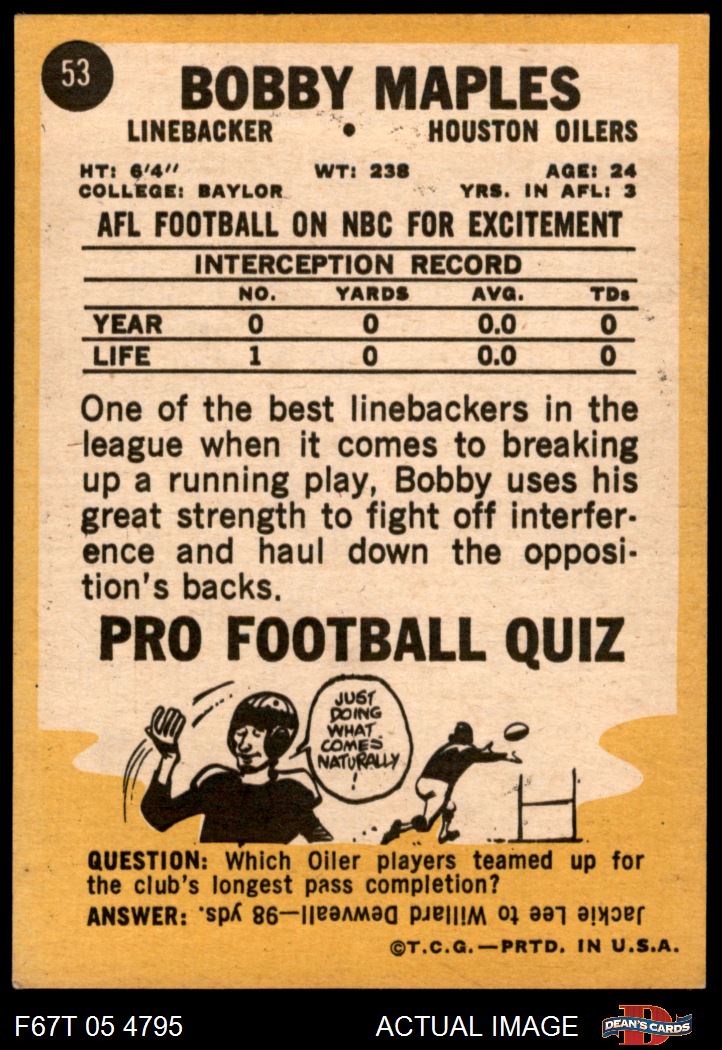 53
BOBBY MAPLES
LINEBACKER • HOUSTON OILERS
HT: 6'4" WT: 238 AGE: 24
COLLEGE: BAYLOR YRS. IN AFL: 3
AFL FOOTBALL ON NBC FOR EXCITEMENT
INTERCEPTION RECORD
NO. YARDS AVG. TDs
YEAR 0 0 0.0 0
LIFE 1 0 0.0 0
One of the best linebackers in the
league when it comes to breaking
up a running play, Bobby uses his
great strength to fight off interfer-
ence and haul down the opposi-
tion's backs.
PRO FOOTBALL QUIZ
JUST
DOING
WHAT
COMES
NATURALLY
!
QUESTION: Which Oiler players teamed up for
the club's longest pass completion?
ANSWER: Jackie Lee to Willard Dewveall—98 yds.
©T.C.G.—PRTD. IN U.S.A.
F67T 05 4795 ACTUAL IMAGE D DEAN'S CARDS